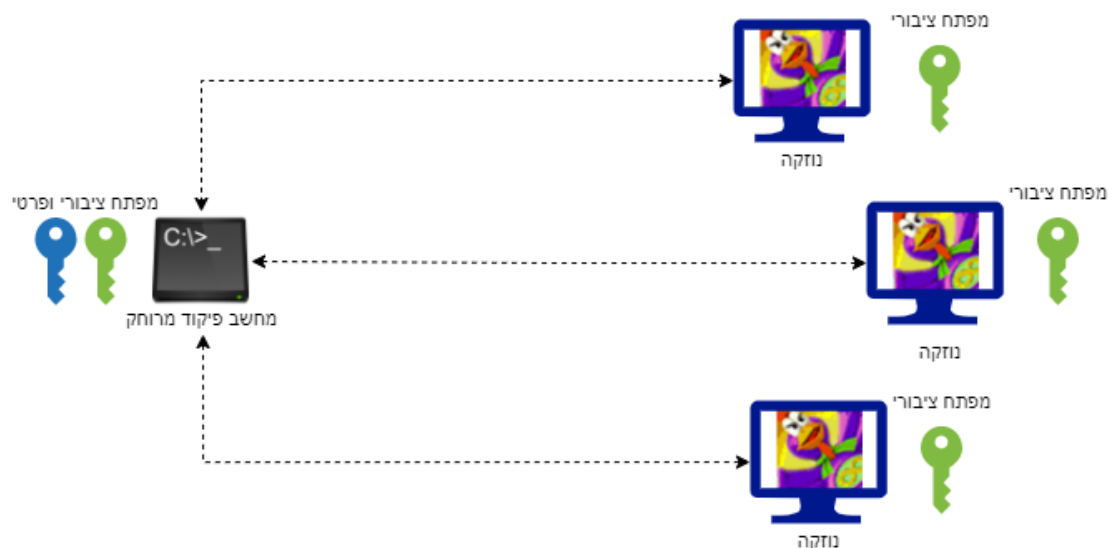 מפתח ציבורי
נוזקה
מפתח ציבורי
מפתח ציבורי ופרטי
C:\>_
מחשב פיקוד מרוחק
נוזקה
מפתח ציבורי
נוזקה